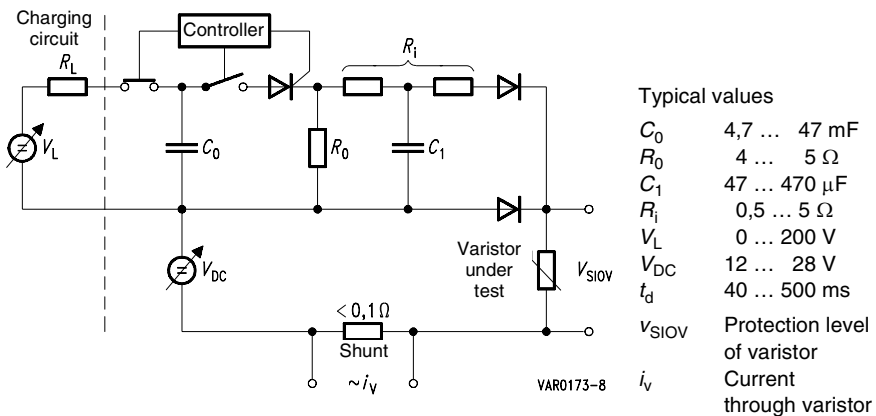 Charging
circuit
Controller
R_L
R_i
V_L
C_0
R_0
C_1
V_DC
Varistor
under
test
V_SIOV
< 0,1 Ω
Shunt
~i_v
VAR0173-8
Typical values
C_0 4,7 ... 47 mF
R_0 4 ... 5 Ω
C_1 47 ... 470 μF
R_i 0,5 ... 5 Ω
V_L 0 ... 200 V
V_DC 12 ... 28 V
t_d 40 ... 500 ms
v_SIOV Protection level
of varistor
i_v Current
through varistor